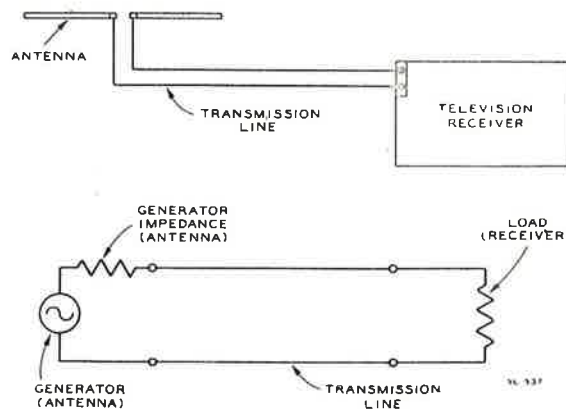 ANTENNA
TRANSMISSION
LINE
TELEVISION
RECEIVER
GENERATOR
IMPEDANCE
(ANTENNA)
LOAD
(RECEIVER
GENERATOR
(ANTENNA)
TRANSMISSION
LINE